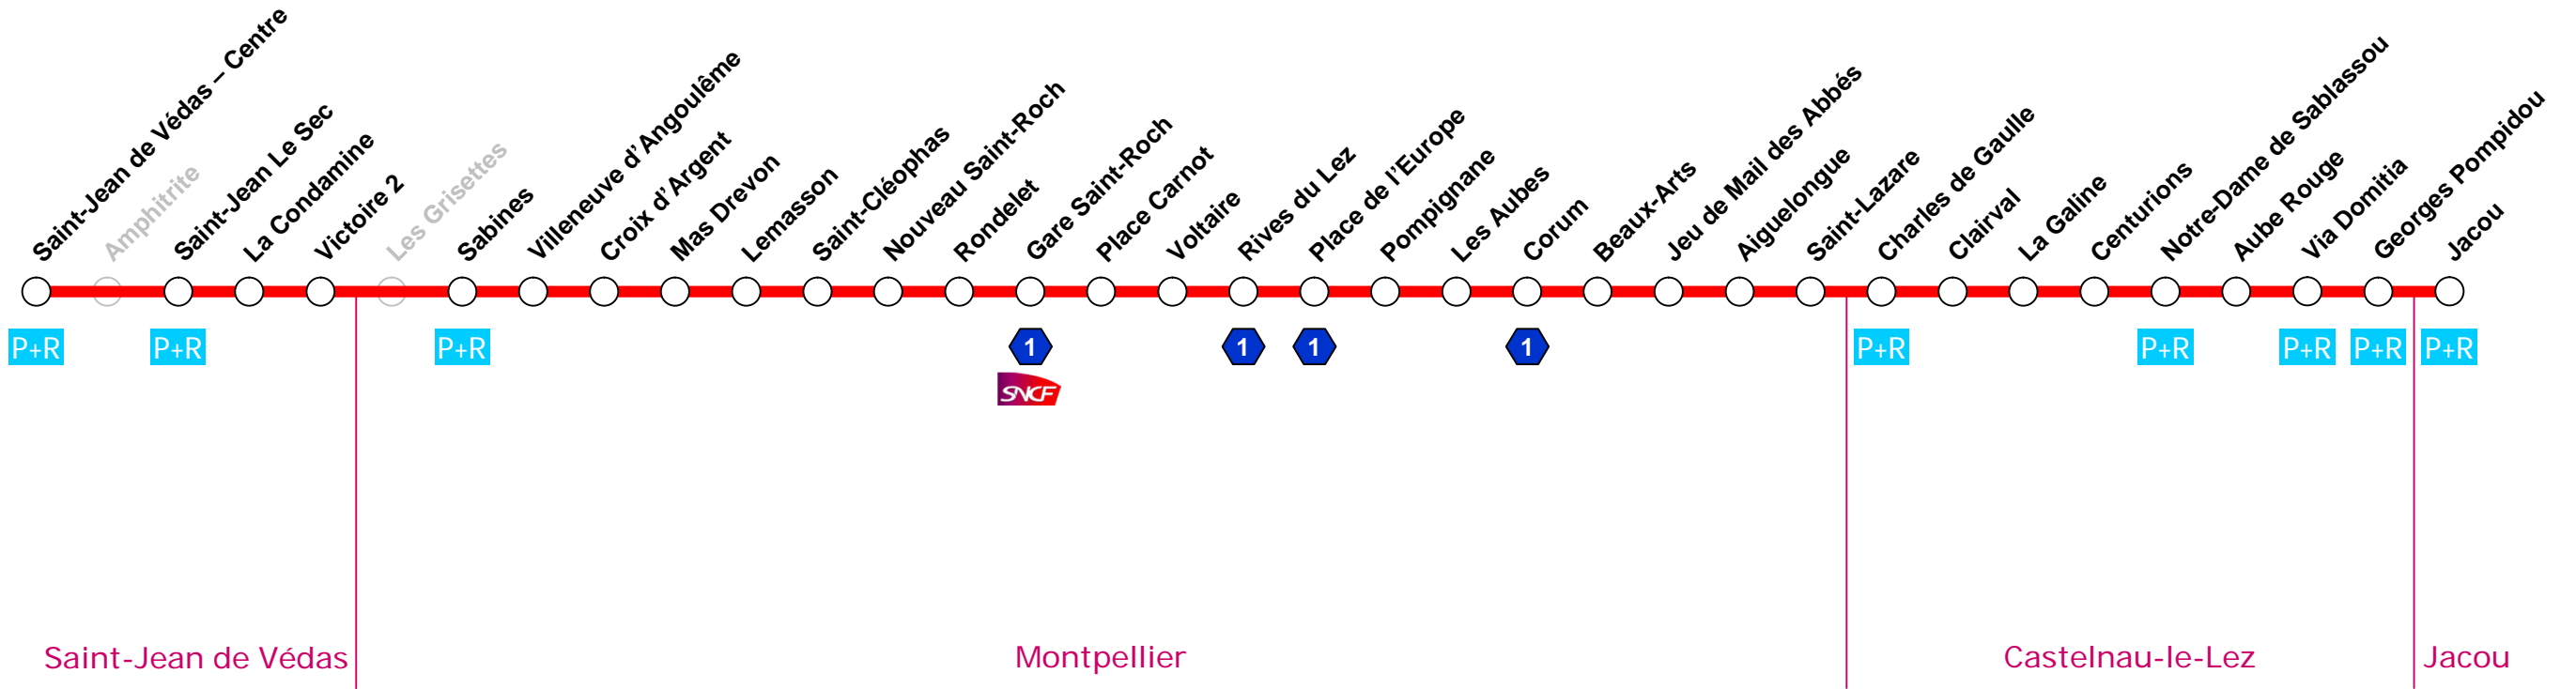 Saint-Jean de Védas – Centre
Amphitrite
Saint-Jean Le Sec
La Condamine
Victoire 2
Les Grisettes
Sabines
Villeneuve d’Angoulême
Croix d’Argent
Mas Drevon
Lemasson
Saint-Cléophas
Nouveau Saint-Roch
Rondelet
Gare Saint-Roch
Place Carnot
Voltaire
Rives du Lez
Place de l’Europe
Pompignane
Les Aubes
Corum
Beaux-Arts
Jeu de Mail des Abbés
Aiguelongue
Saint-Lazare
Charles de Gaulle
Clairval
La Galine
Centurions
Notre-Dame de Sablassou
Aube Rouge
Via Domitia
Georges Pompidou
Jacou
P+R
P+R
P+R
1
1
1
1
P+R
P+R
P+R
P+R
P+R
SNCF
Saint-Jean de Védas
Montpellier
Castelnau-le-Lez
Jacou